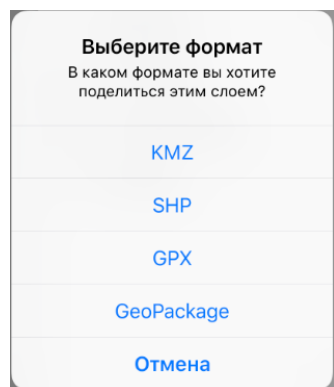 Выберите формат
В каком формате вы хотите
поделиться этим слоем?
KMZ
SHP
GPX
GeoPackage
Отмена